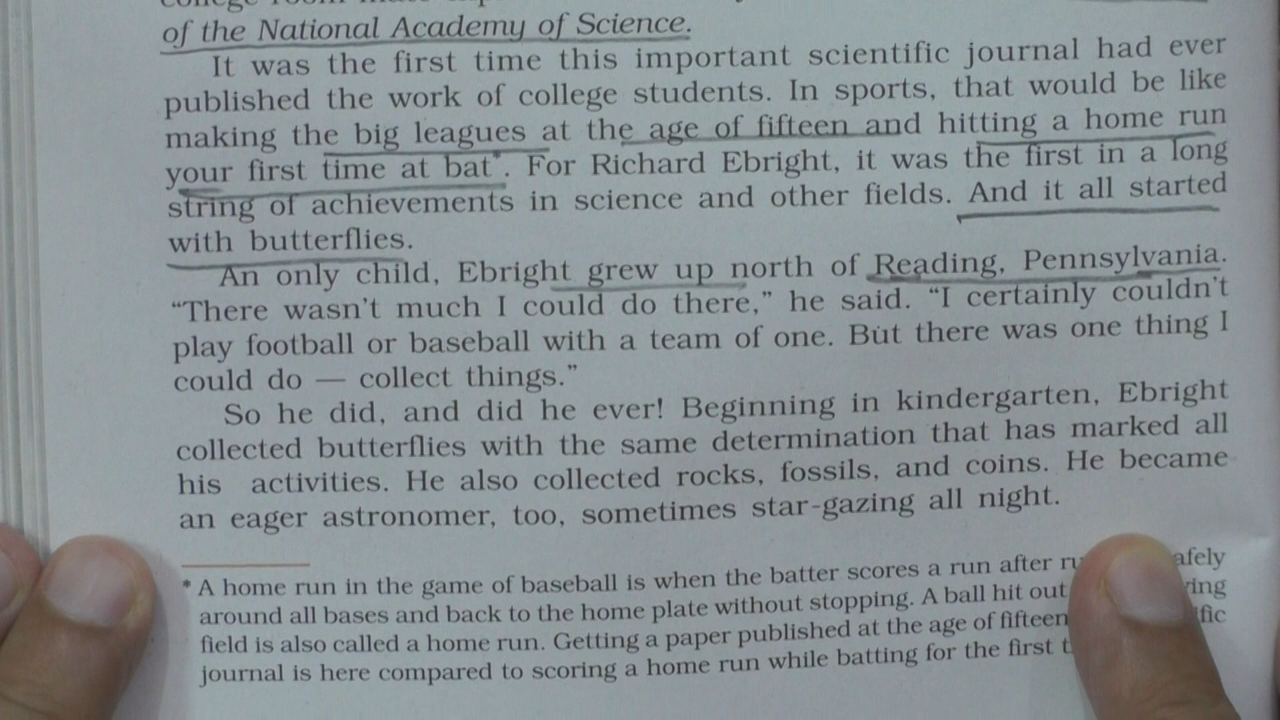 of the National Academy of Science.
It was the first time this important scientific journal had ever
published the work of college students. In sports, that would be like
making the big leagues at the age of fifteen and hitting a home run
your first time at bat*. For Richard Ebright, it was the first in a long
string of achievements in science and other fields. And it all started
with butterflies.
An only child, Ebright grew up north of Reading, Pennsylvania.
“There wasn't much I could do there,” he said. “I certainly couldn't
play football or baseball with a team of one. But there was one thing I
could do — collect things.”
So he did, and did he ever! Beginning in kindergarten, Ebright
collected butterflies with the same determination that has marked all
his activities. He also collected rocks, fossils, and coins. He became
an eager astronomer, too, sometimes star-gazing all night.
* A home run in the game of baseball is when the batter scores a run after
around all bases and back to the home plate without stopping. A ball hit out
field is also called a home run. Getting a paper published at the age of fifteen
journal is here compared to scoring a home run while batting for the first